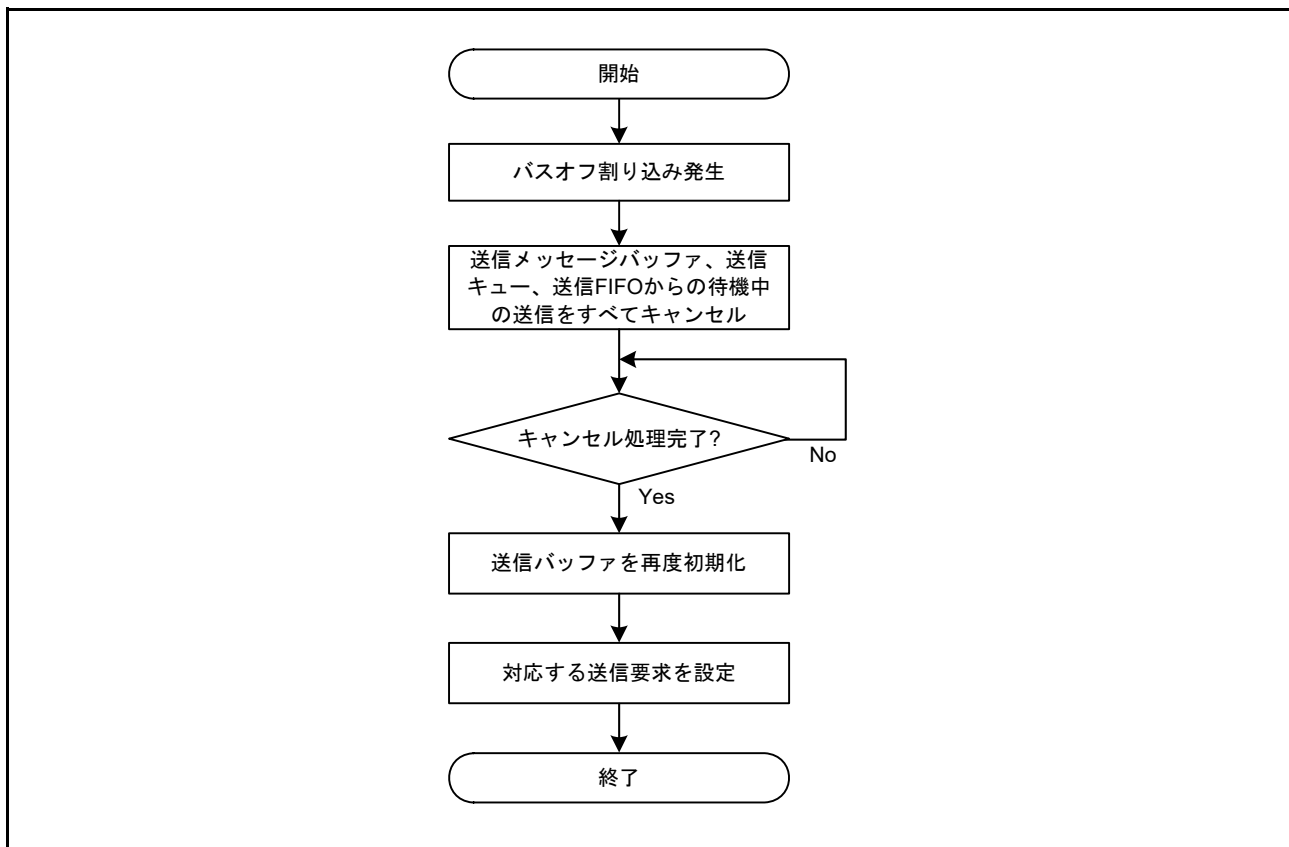 開始
バスオフ割り込み発生
送信メッセージバッファ、送信
キュー、送信FIFOからの待機中
の送信をすべてキャンセル
キャンセル処理完了?
No
Yes
送信バッファを再度初期化
対応する送信要求を設定
終了